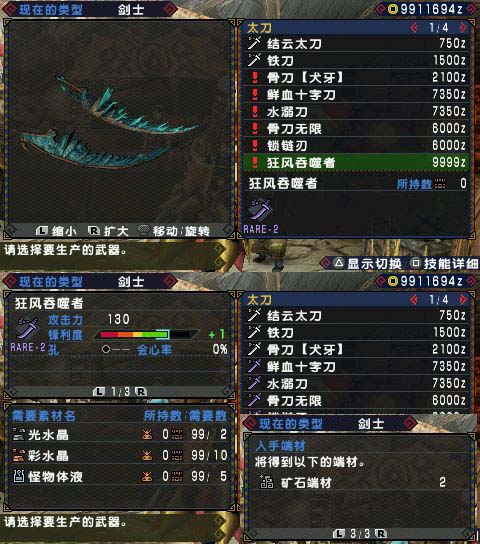 现在的类型 剑士
9911694z
太刀 1/4
结云太刀 750z
铁刀 1500z
骨刀【犬牙】 2100z
鲜血十字刀 7350z
水溺刀 7350z
骨刀无限 6000z
锁链刃 6000z
狂风吞噬者 9999z
狂风吞噬者 所持数 0
RARE-2
L缩小 R扩大 移动/旋转
请选择要生产的武器。
△显示切换 □技能详细
现在的类型 剑士
9911694z
狂风吞噬者
攻击力 130
锋利度 +1
RARE-2
孔 ●-- 会心率 0%
L 1/3 R
太刀 1/4
结云太刀 750z
铁刀 1500z
骨刀【犬牙】 2100z
鲜血十字刀 7350z
水溺刀 7350z
骨刀无限 6000z
需要素材名 所持数/需要数
光水晶 0 99/ 2
彩水晶 0 99/10
怪物体液 0 99/ 5
请选择要生产的武器。
现在的类型 剑士
入手端材
将得到以下的端材。
矿石端材 2
L 3/3 R